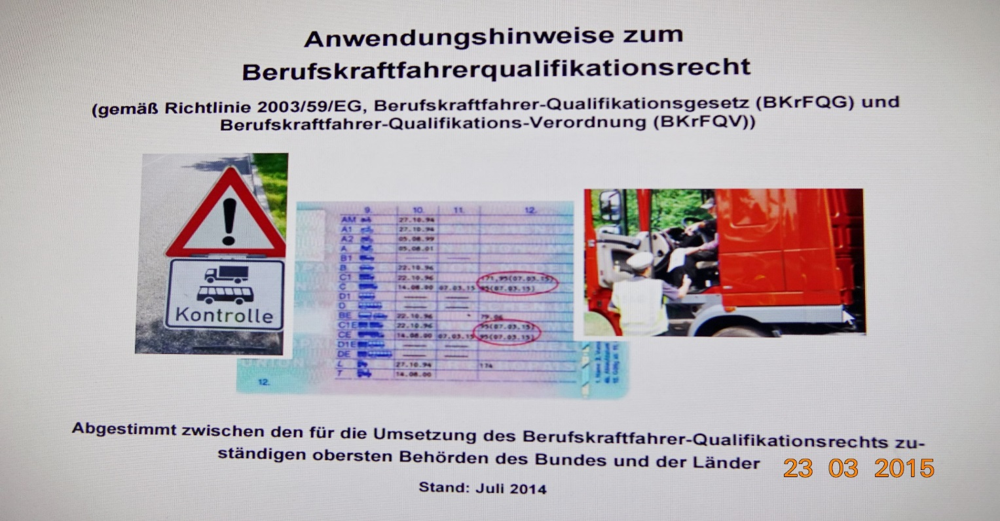 Anwendungshinweise zum
Berufskraftfahrerqualifikationsrecht
(gemäß Richtlinie 2003/59/EG, Berufskraftfahrer-Qualifikationsgesetz (BKrFQG) und
Berufskraftfahrer-Qualifikations-Verordnung (BKrFQV))
Kontrolle
9. 10. 11. 12.
AM 27.10.94
A1 27.10.94
A2 05.08.99
A 05.08.01
B1
B 22.10.96
C1 22.10.96 171,95(07.03.15)
C 14.08.00 07.03.15 95(07.03.15)
D1
D
BE 22.10.96 79.06
C1E 22.10.96 95(07.03.15)
CE 14.08.00 07.03.15 95(07.03.15)
D1E
DE
L 27.10.94 174
T 14.08.00
12.
Abgestimmt zwischen den für die Umsetzung des Berufskraftfahrer-Qualifikationsrechts zu-
ständigen obersten Behörden des Bundes und der Länder
23 03 2015
Stand: Juli 2014